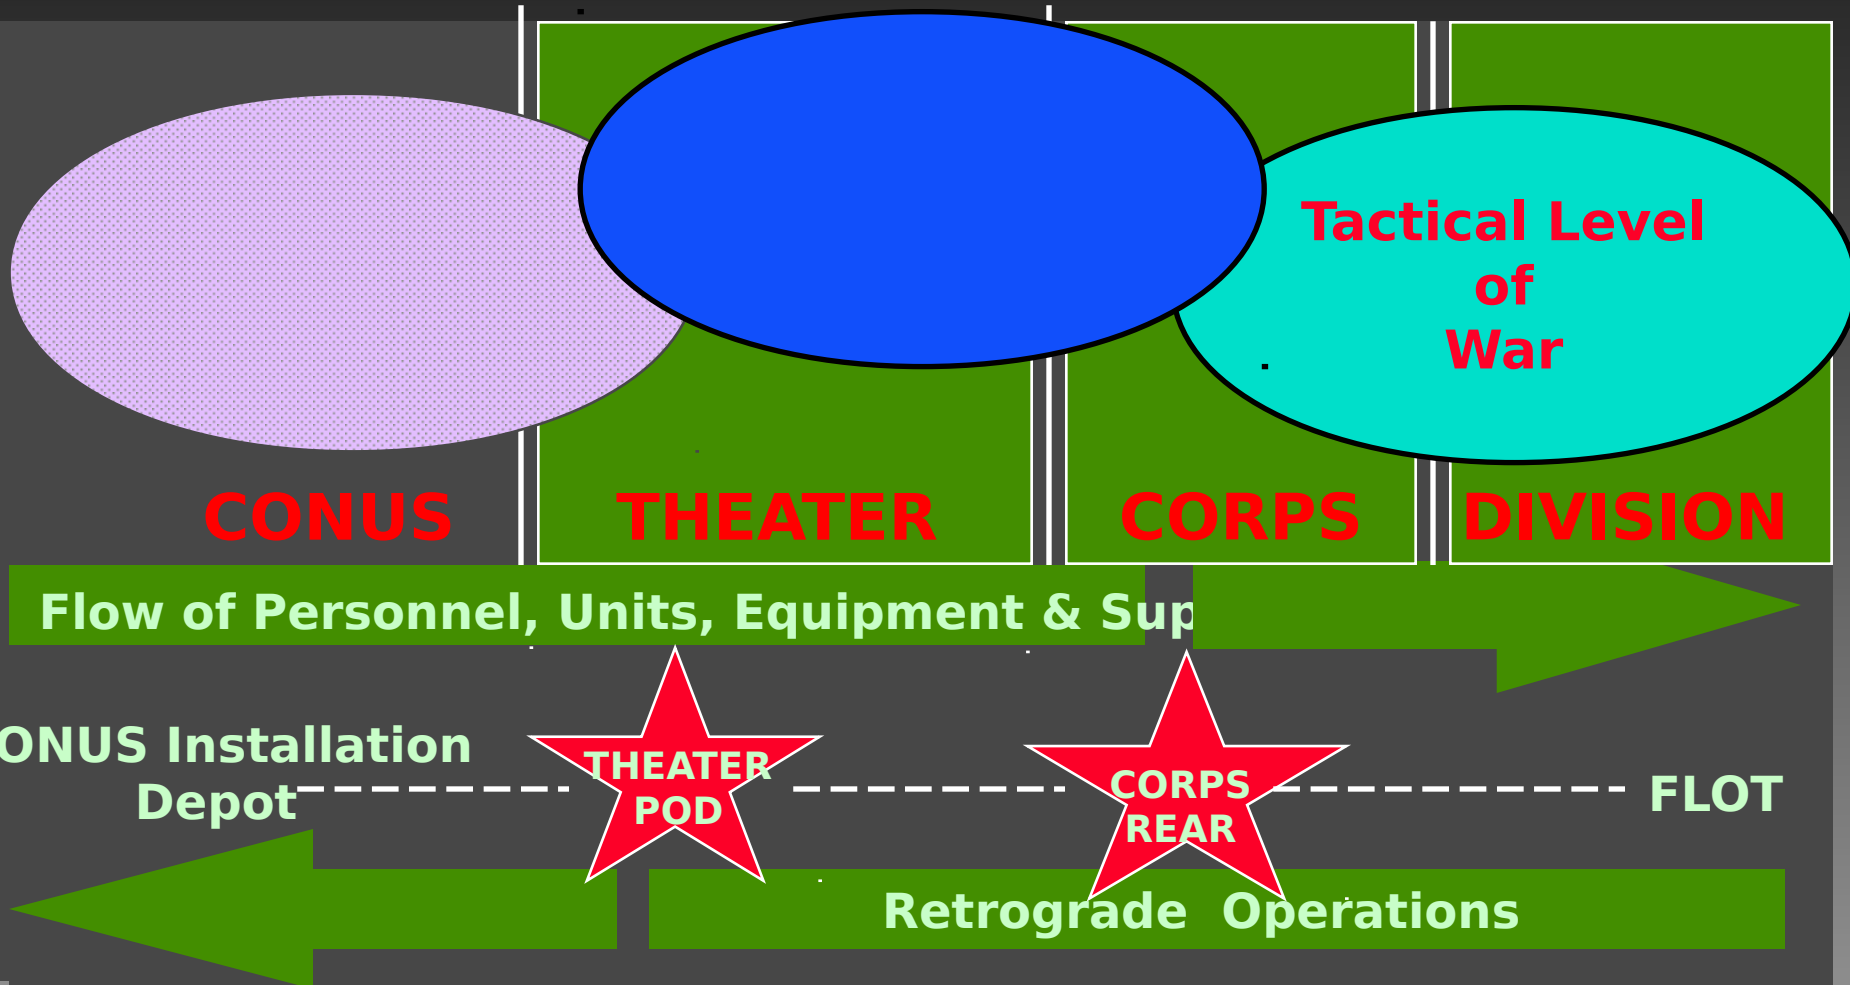 Tactical Level
of
War
CONUS THEATER CORPS DIVISION
Flow of Personnel, Units, Equipment & Sup
ONUS Installation
Depot
THEATER
POD
CORPS
REAR
FLOT
Retrograde  Operations